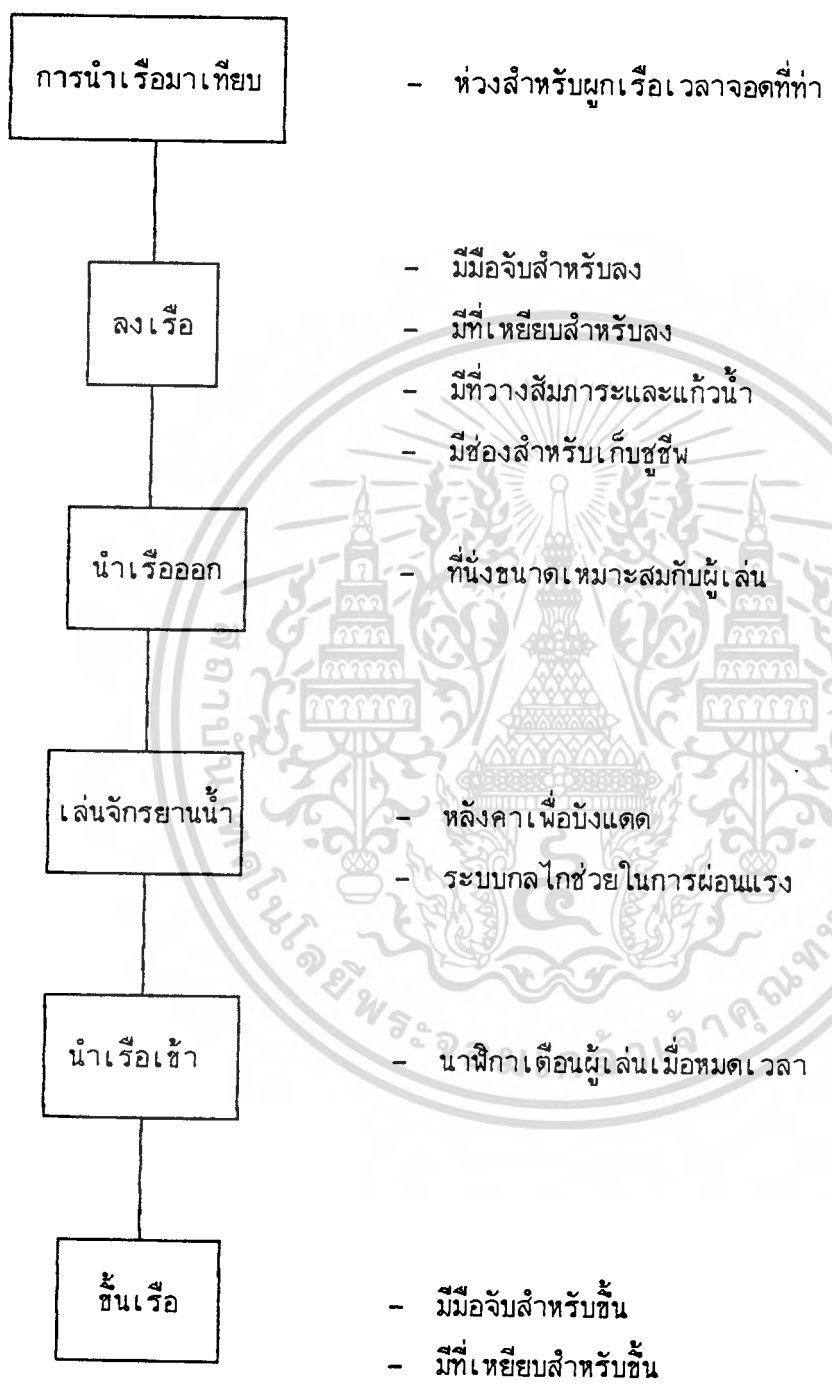 การนำเรือมาเทียบ - ห่วงสำหรับผูกเรือเวลาจอดที่ท่า
- มีมือจับสำหรับลง
ลงเรือ - มีที่เหยียบสำหรับลง
- มีที่วางสัมภาระและแก้วน้ำ
- มีช่องสำหรับเก็บชูชีพ
นำเรือออก - ที่นั่งขนาดเหมาะสมกับผู้เล่น
เล่นจักรยานน้ำ - หลังคาเพื่อบังแดด
- ระบบกลไกช่วยในการผ่อนแรง
นำเรือเข้า - นาฬิกาเตือนผู้เล่นเมื่อหมดเวลา
ขึ้นเรือ - มีมือจับสำหรับขึ้น
- มีที่เหยียบสำหรับขึ้น